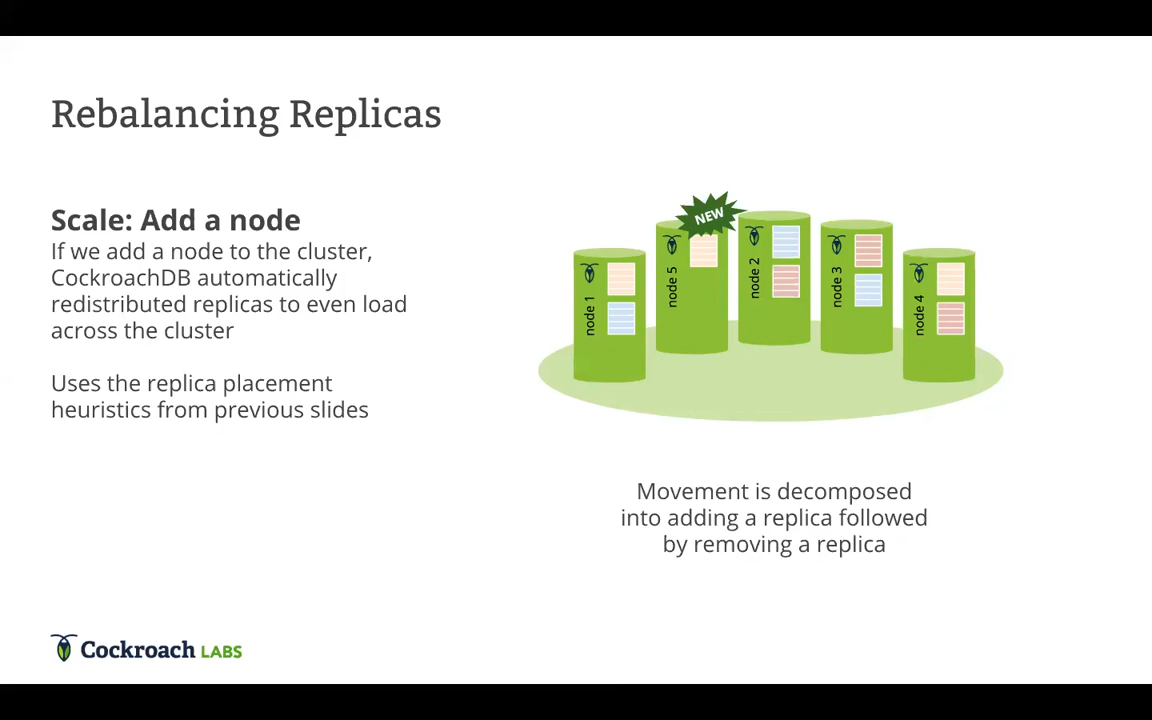 Rebalancing Replicas
Scale: Add a node
If we add a node to the cluster,
CockroachDB automatically
redistributed replicas to even load
across the cluster
Uses the replica placement
heuristics from previous slides
NEW
node 1
node 5
node 2
node 3
node 4
Movement is decomposed
into adding a replica followed
by removing a replica
Cockroach LABS